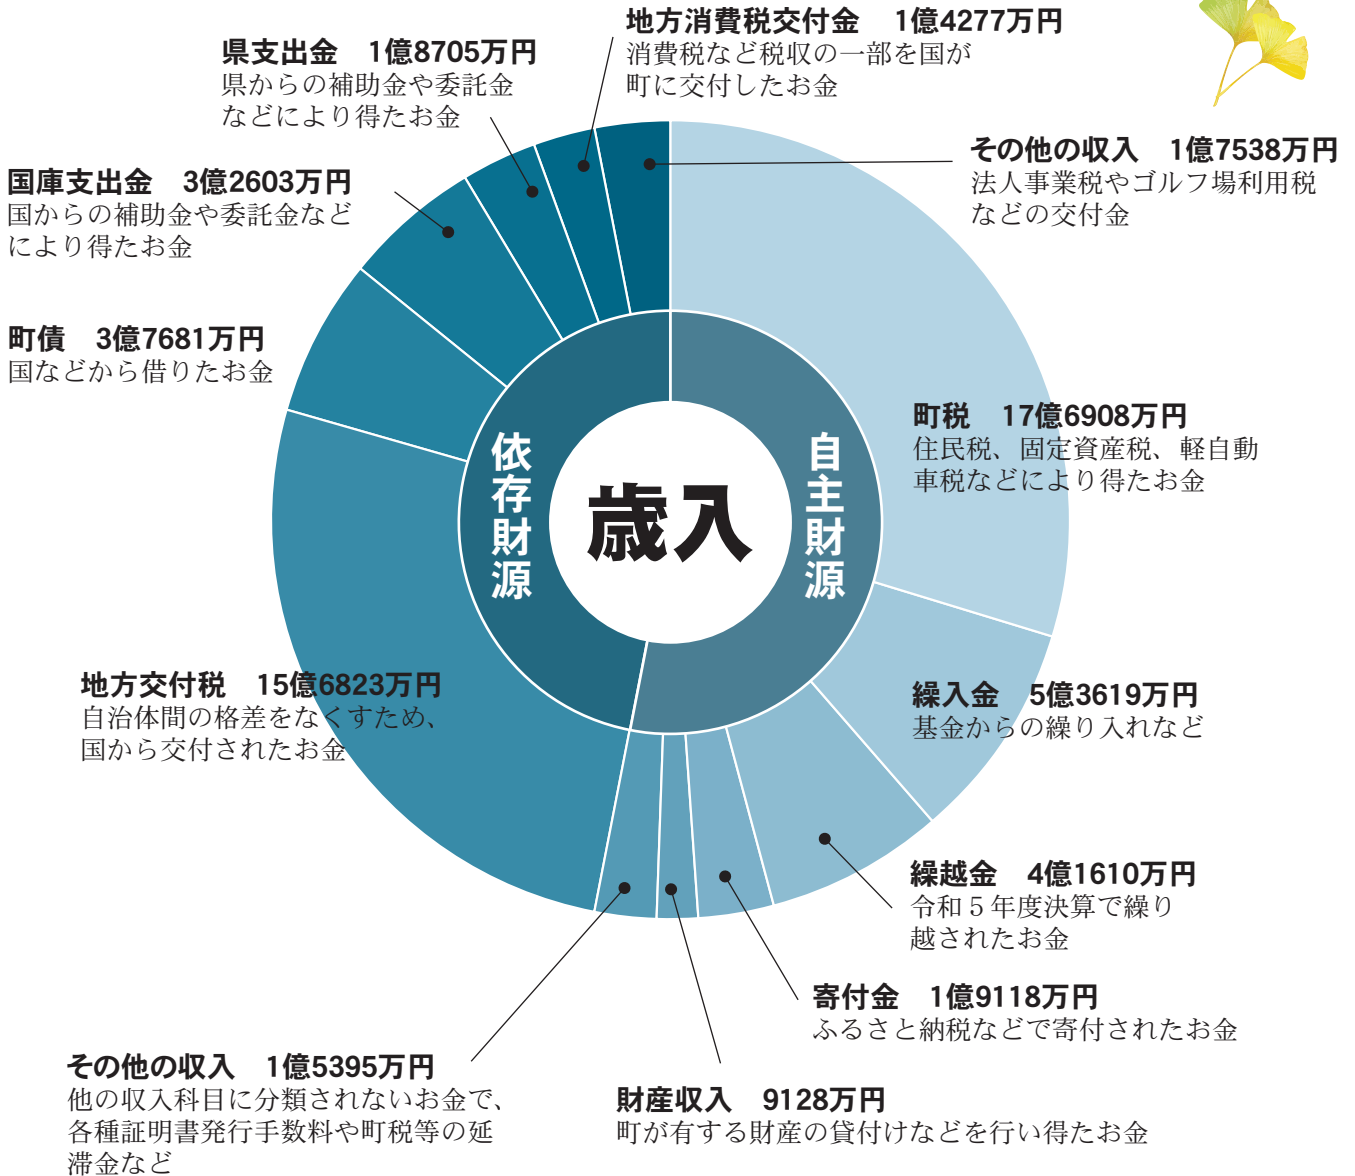 地方消費税交付金　1億4277万円
消費税など税収の一部を国が
町に交付したお金
県支出金　1億8705万円
県からの補助金や委託金
などにより得たお金
その他の収入　1億7538万円
法人事業税やゴルフ場利用税
などの交付金
国庫支出金　3億2603万円
国からの補助金や委託金など
により得たお金
町債　3億7681万円
国などから借りたお金
町税　17億6908万円
住民税、固定資産税、軽自動
車税などにより得たお金
依存財源
歳入
自主財源
地方交付税　15億6823万円
自治体間の格差をなくすため、
国から交付されたお金
繰入金　5億3619万円
基金からの繰り入れなど
繰越金　4億1610万円
令和５年度決算で繰り
越されたお金
寄付金　1億9118万円
ふるさと納税などで寄付されたお金
その他の収入　1億5395万円
他の収入科目に分類されないお金で、
各種証明書発行手数料や町税等の延
滞金など
財産収入　9128万円
町が有する財産の貸付けなどを行い得たお金